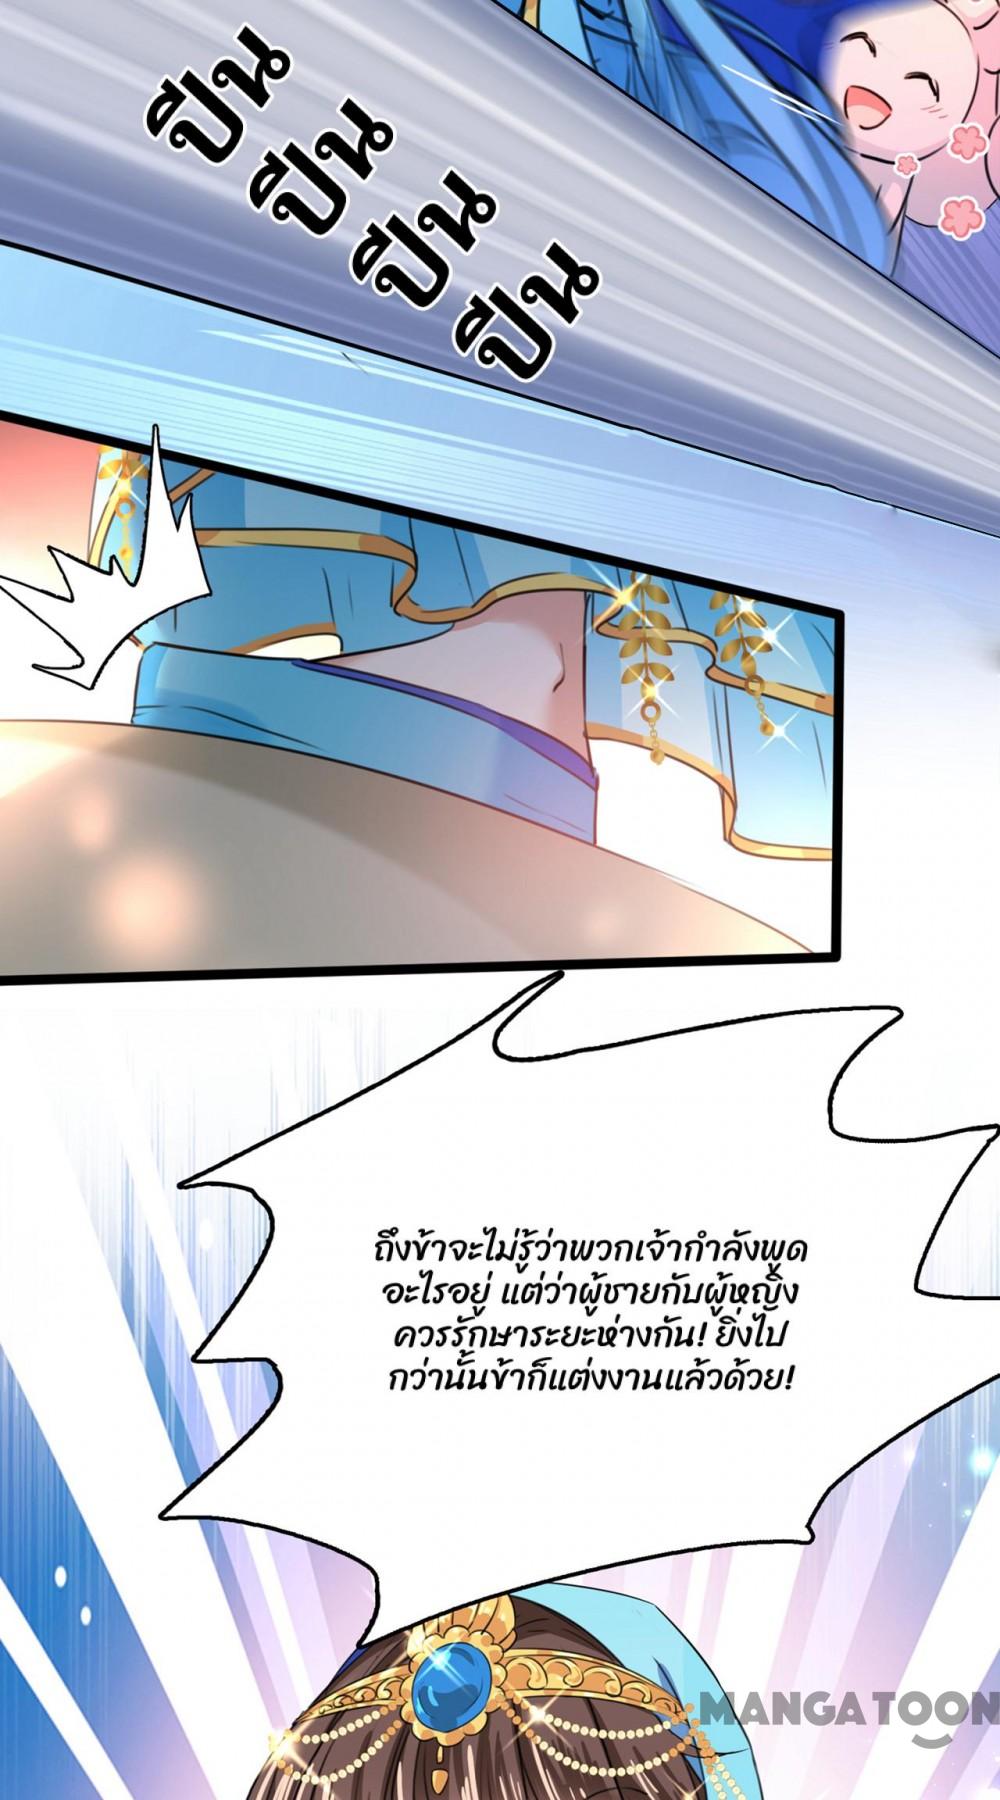 ปีน
ปีน
ปีน
ปีน
ถึงข้าจะไม่รู้ว่าพวกเจ้ากำลังพูด
อะไรอยู่ แต่ว่าผู้ชายกับผู้หญิง
ควรรักษาระยะห่างกัน! ยิ่งไป
กว่านั้นข้าก็แต่งงานแล้วด้วย!
MANGATOON